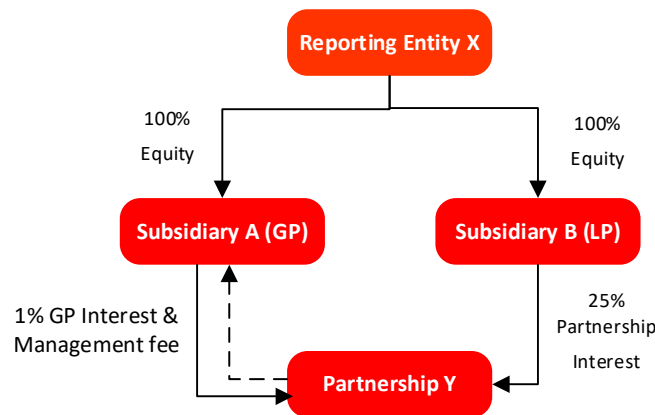 Reporting Entity X
100%
Equity
100%
Equity
Subsidiary A (GP)
Subsidiary B (LP)
1% GP Interest &
Management fee
25%
Partnership
Interest
Partnership Y